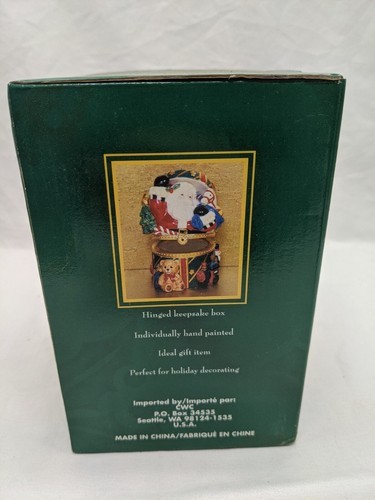 Hinged keepsake box
Individually hand painted
Ideal gift item
Perfect for holiday decorating
Imported by/Importé par:
CWC
P.O. Box 34535
Seattle, WA 98124-1535
U.S.A.
MADE IN CHINA/FABRIQUÉ EN CHINE